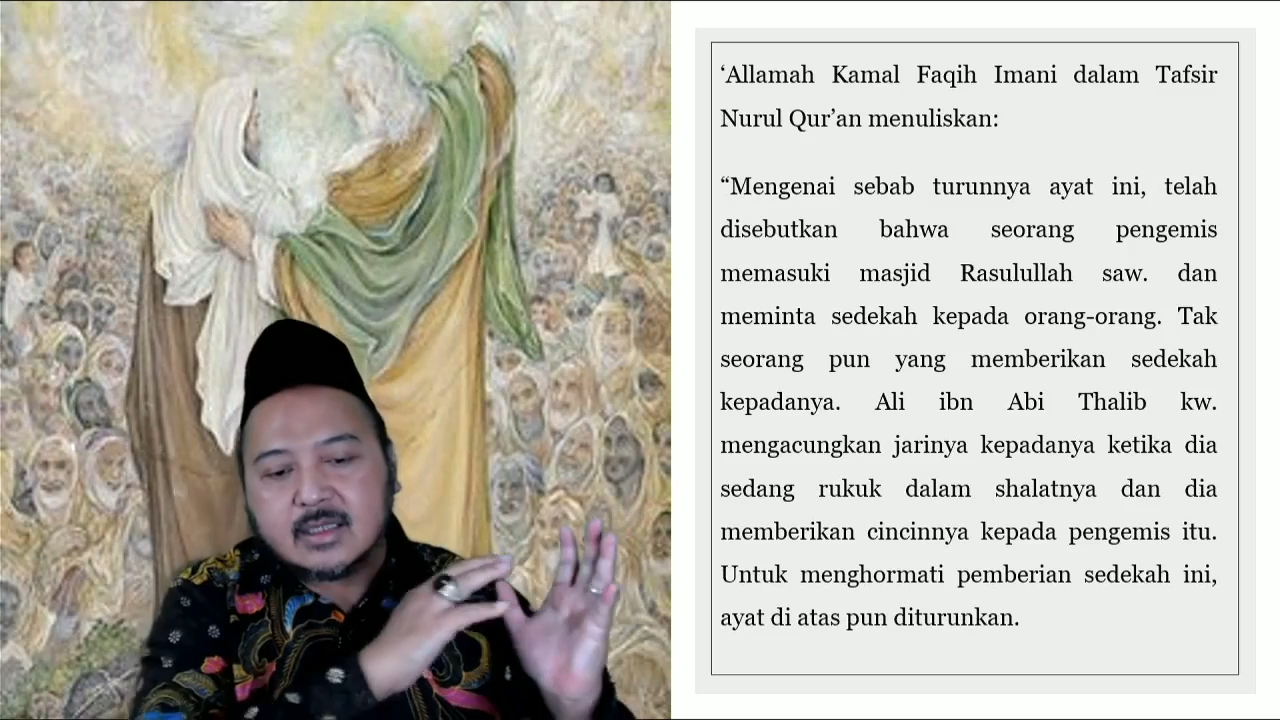 ‘Allamah Kamal Faqih Imani dalam Tafsir
Nurul Qur’an menuliskan:
“Mengenai sebab turunnya ayat ini, telah
disebutkan bahwa seorang pengemis
memasuki masjid Rasulullah saw. dan
meminta sedekah kepada orang-orang. Tak
seorang pun yang memberikan sedekah
kepadanya. Ali ibn Abi Thalib kw.
mengacungkan jarinya kepadanya ketika dia
sedang rukuk dalam shalatnya dan dia
memberikan cincinnya kepada pengemis itu.
Untuk menghormati pemberian sedekah ini,
ayat di atas pun diturunkan.